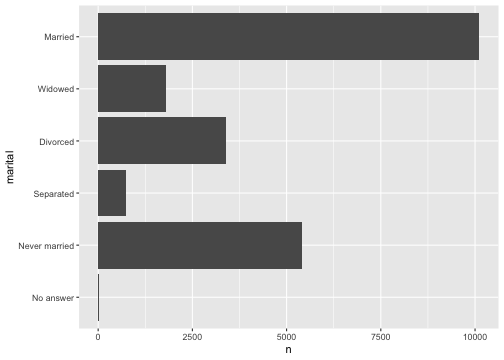 marital
Married
Widowed
Divorced
Separated
Never married
No answer
0 2500 5000 7500 10000
n